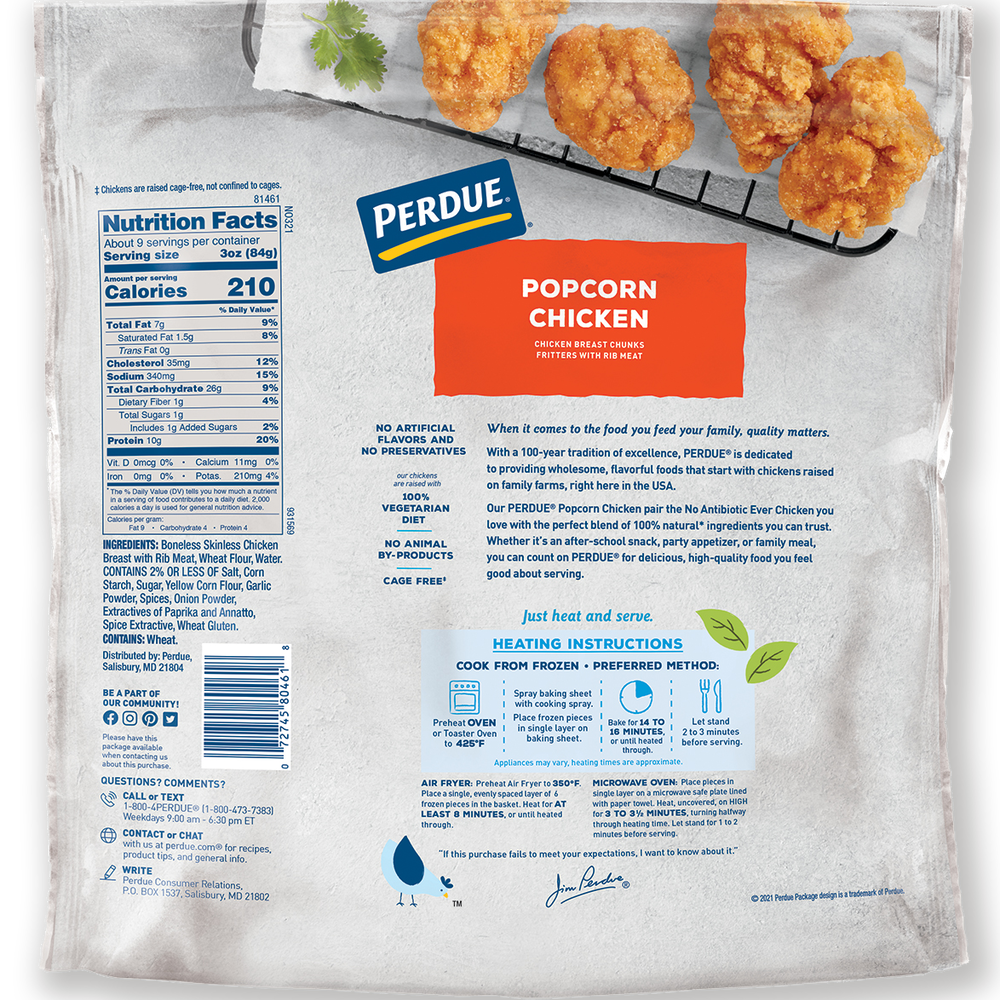 ‡ Chickens are raised cage-free, not confined to cages.
81461
NO321
Nutrition Facts
About 9 servings per container
Serving size 3oz (84g)
Amount per serving
Calories 210
% Daily Value*
Total Fat 7g 9%
Saturated Fat 1.5g 8%
Trans Fat 0g
Cholesterol 35mg 12%
Sodium 340mg 15%
Total Carbohydrate 26g 9%
Dietary Fiber 1g 4%
Total Sugars 1g
Includes 1g Added Sugars 2%
Protein 10g 20%
Vit. D 0mcg 0% • Calcium 11mg 0%
Iron 0mg 0% • Potas. 210mg 4%
*The % Daily Value (DV) tells you how much a nutrient
in a serving of food contributes to a daily diet. 2,000
calories a day is used for general nutrition advice.
Calories per gram:
Fat 9 • Carbohydrate 4 • Protein 4
931569
INGREDIENTS: Boneless Skinless Chicken
Breast with Rib Meat, Wheat Flour, Water.
CONTAINS 2% OR LESS OF Salt, Corn
Starch, Sugar, Yellow Corn Flour, Garlic
Powder, Spices, Onion Powder,
Extractives of Paprika and Annatto,
Spice Extractive, Wheat Gluten.
CONTAINS: Wheat.
Distributed by: Perdue,
Salisbury, MD 21804
BE A PART OF
OUR COMMUNITY!
Please have this
package available
when contacting us
about this purchase.
0 72745 80461 8
QUESTIONS? COMMENTS?
CALL or TEXT
1-800-4PERDUE® (1-800-473-7383)
Weekdays 9:00 am - 6:30 pm ET
CONTACT or CHAT
with us at perdue.com® for recipes,
product tips, and general info.
WRITE
Perdue Consumer Relations,
P.O. BOX 1537, Salisbury, MD 21802
PERDUE®
®
POPCORN
CHICKEN
CHICKEN BREAST CHUNKS
FRITTERS WITH RIB MEAT
NO ARTIFICIAL
FLAVORS AND
NO PRESERVATIVES
our chickens
are raised with
100%
VEGETARIAN
DIET
NO ANIMAL
BY-PRODUCTS
CAGE FREE‡
When it comes to the food you feed your family, quality matters.
With a 100-year tradition of excellence, PERDUE® is dedicated
to providing wholesome, flavorful foods that start with chickens raised
on family farms, right here in the USA.
Our PERDUE® Popcorn Chicken pair the No Antibiotic Ever Chicken you
love with the perfect blend of 100% natural* ingredients you can trust.
Whether it's an after-school snack, party appetizer, or family meal,
you can count on PERDUE® for delicious, high-quality food you feel
good about serving.
Just heat and serve.
HEATING INSTRUCTIONS
COOK FROM FROZEN • PREFERRED METHOD:
Preheat OVEN
or Toaster Oven
to 425°F
Spray baking sheet
with cooking spray.
Place frozen pieces
in single layer on
baking sheet.
Bake for 14 TO
16 MINUTES,
or until heated
through.
Let stand
2 to 3 minutes
before serving.
Appliances may vary, heating times are approximate.
AIR FRYER: Preheat Air Fryer to 350°F.
Place a single, evenly spaced layer of 6
frozen pieces in the basket. Heat for AT
LEAST 8 MINUTES, or until heated
through.
MICROWAVE OVEN: Place pieces in
single layer on a microwave safe plate lined
with paper towel. Heat, uncovered, on HIGH
for 3 TO 3½ MINUTES, turning halfway
through heating time. Let stand for 1 to 2
minutes before serving.
"If this purchase fails to meet your expectations, I want to know about it."
Jim Perdue ®
TM
© 2021 Perdue Package design is a trademark of Perdue.